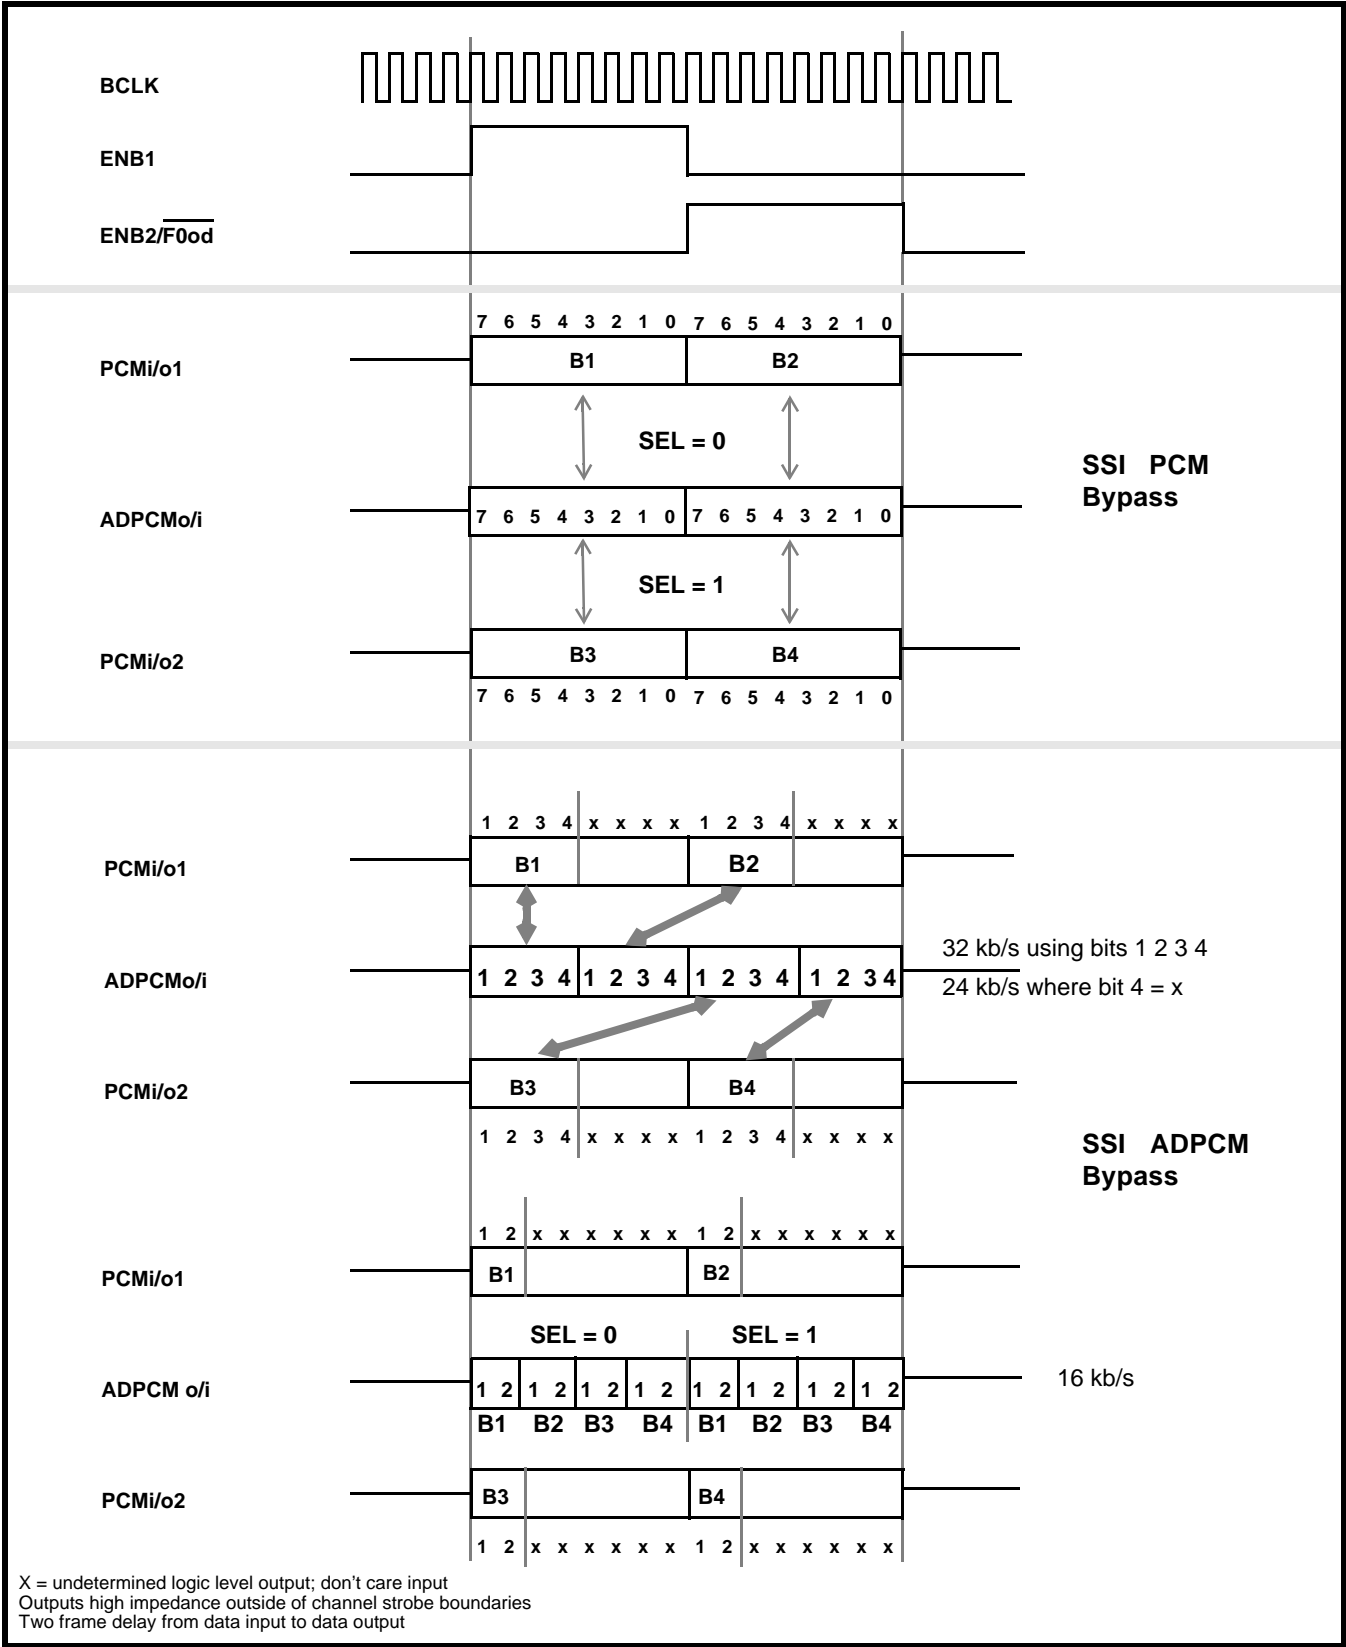 BCLK
ENB1
ENB2/F0od
7 6 5 4 3 2 1 0 7 6 5 4 3 2 1 0
PCMi/o1 B1 B2
SEL = 0
SSI PCM
Bypass
ADPCMo/i 7 6 5 4 3 2 1 0 7 6 5 4 3 2 1 0
SEL = 1
PCMi/o2 B3 B4
7 6 5 4 3 2 1 0 7 6 5 4 3 2 1 0
1 2 3 4 x x x x 1 2 3 4 x x x x
PCMi/o1 B1 B2
32 kb/s using bits 1 2 3 4
ADPCMo/i 1 2 3 4 1 2 3 4 1 2 3 4 1 2 3 4
24 kb/s where bit 4 = x
PCMi/o2 B3 B4
1 2 3 4 x x x x 1 2 3 4 x x x x
SSI ADPCM
Bypass
1 2 x x x x x x 1 2 x x x x x x
PCMi/o1 B1 B2
SEL = 0 SEL = 1
ADPCM o/i 1 2 1 2 1 2 1 2 1 2 1 2 1 2 1 2 16 kb/s
B1 B2 B3 B4 B1 B2 B3 B4
PCMi/o2 B3 B4
1 2 x x x x x x 1 2 x x x x x x
X = undetermined logic level output; don't care input
Outputs high impedance outside of channel strobe boundaries
Two frame delay from data input to data output